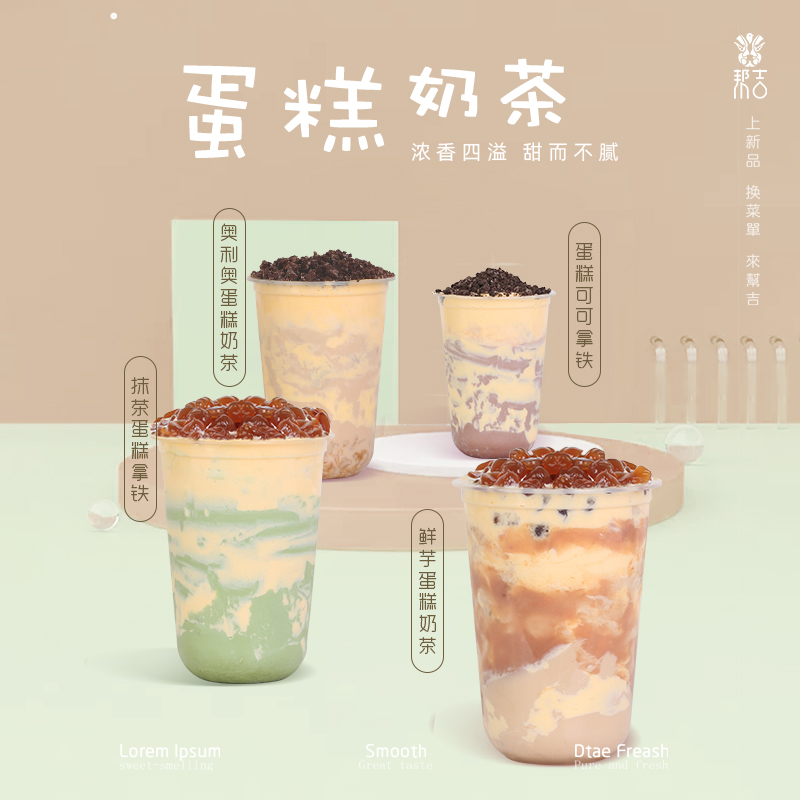 蛋糕奶茶
浓香四溢 甜而不腻
邦吉
上新品 换菜單 來幫吉
奥利奥蛋糕奶茶
蛋糕可可拿铁
抹茶蛋糕拿铁
鲜芋蛋糕奶茶
Lorem Ipsum
sweet-smelling
Smooth
Great taste
Dtae Freash
Pure and fresh